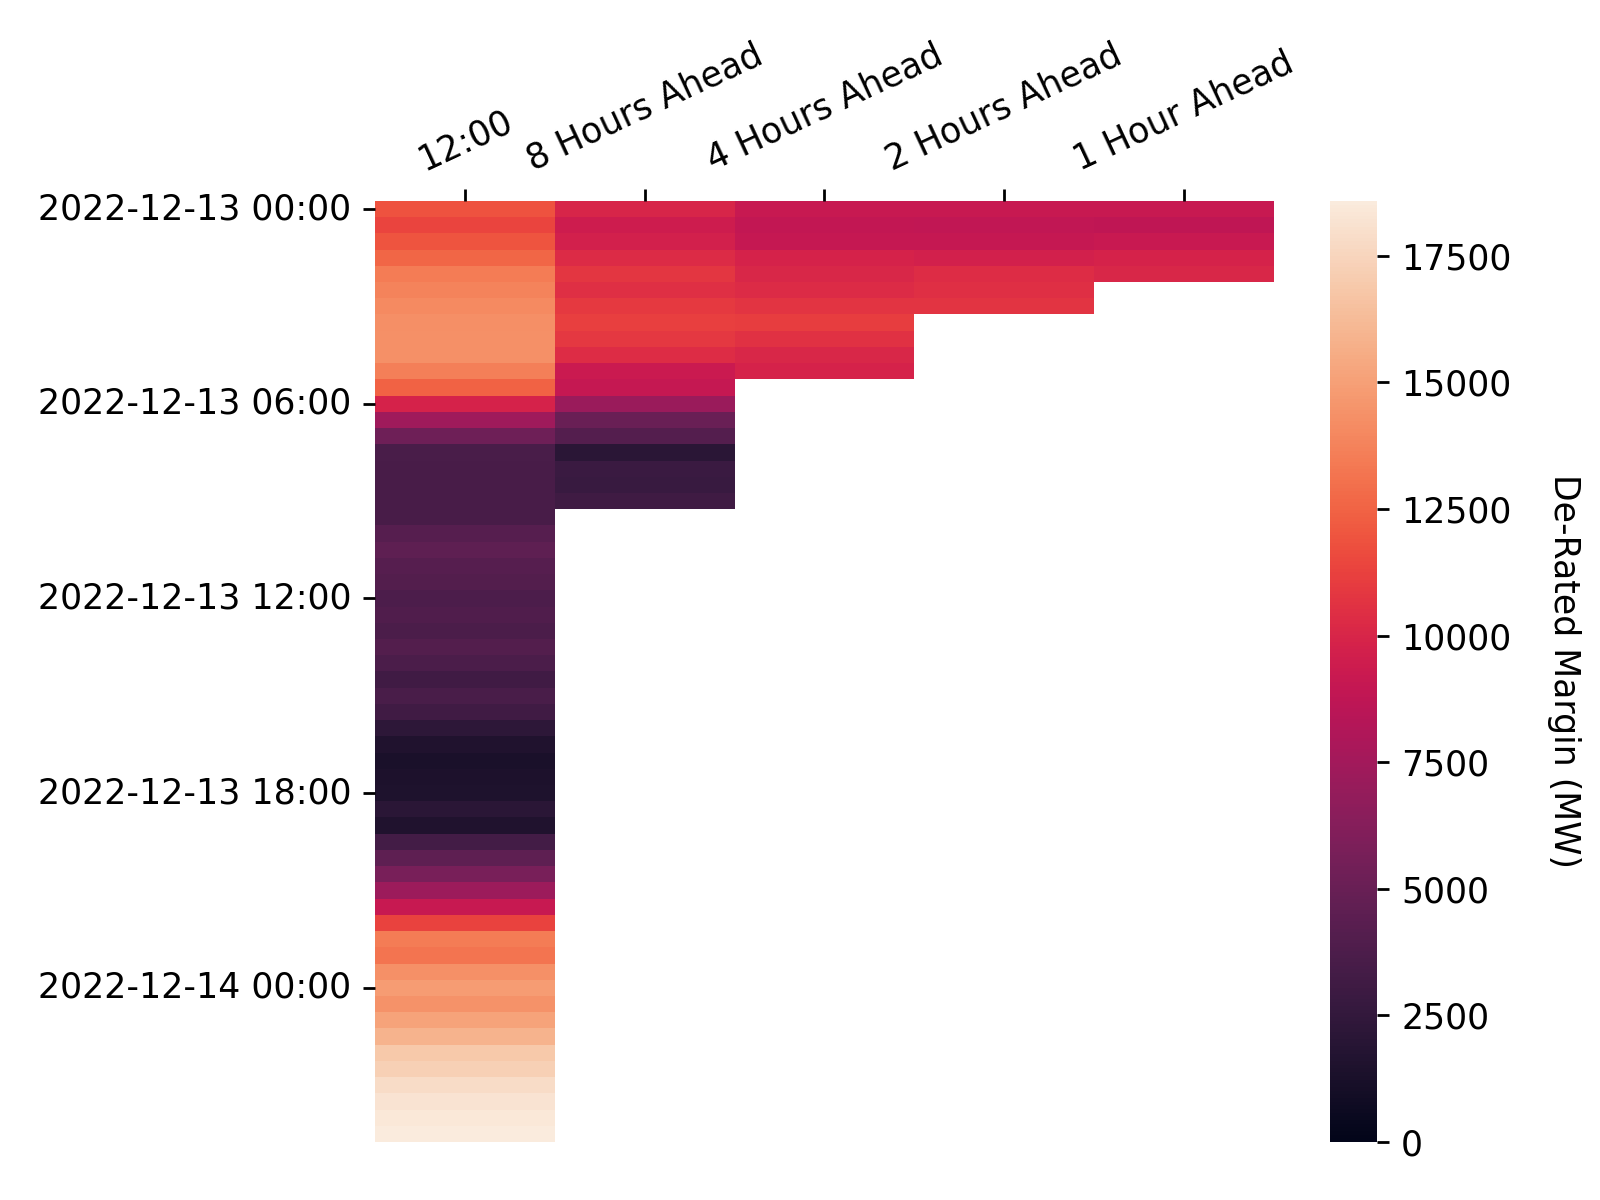 12:00
8 Hours Ahead
4 Hours Ahead
2 Hours Ahead
1 Hour Ahead
2022-12-13 00:00
2022-12-13 06:00
2022-12-13 12:00
2022-12-13 18:00
2022-12-14 00:00
17500
15000
12500
10000
7500
5000
2500
0
De-Rated Margin (MW)